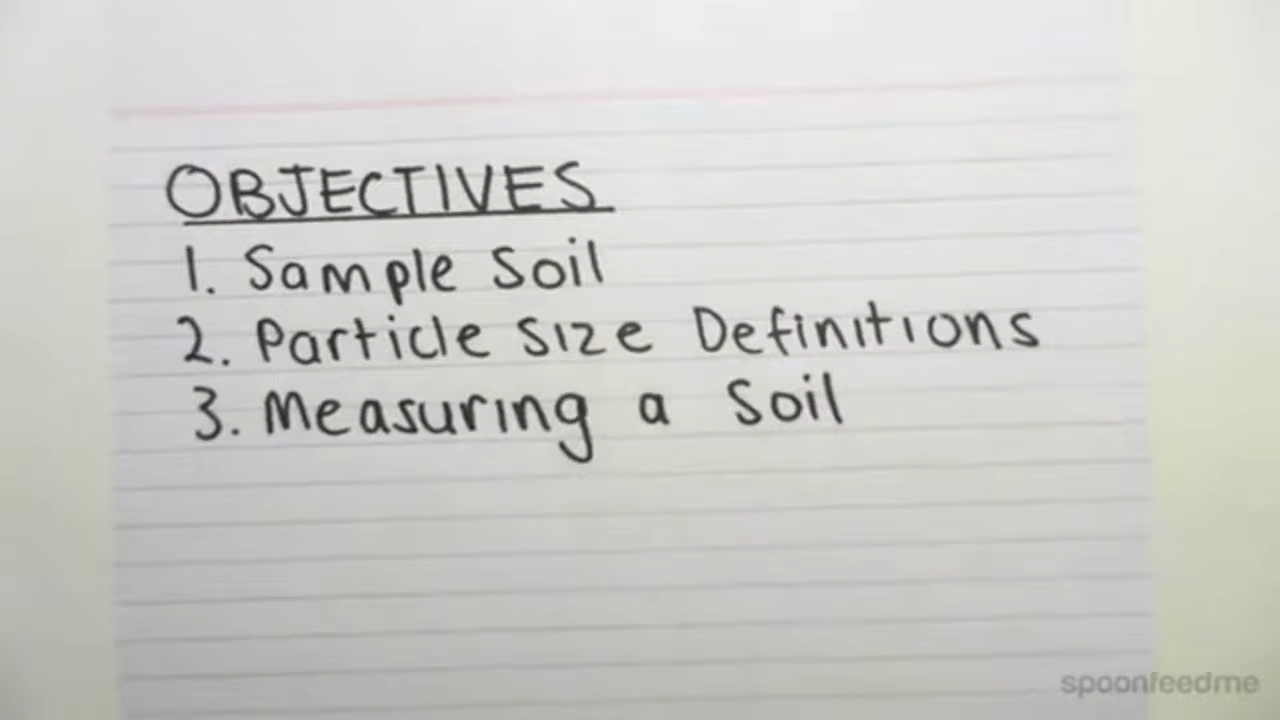 OBJECTIVES
1. Sample Soil
2. Particle Size Definitions
3. Measuring a Soil
spoonfeedme